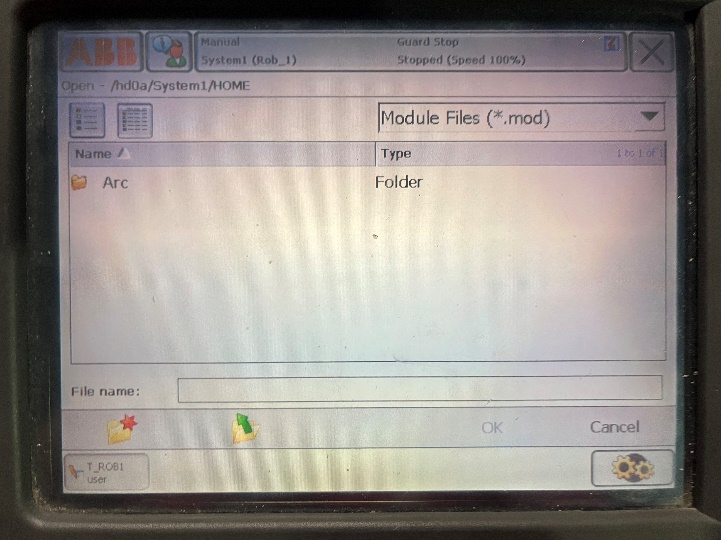 ABB
Manual
System1 (Rob_1)
Guard Stop
Stopped (Speed 100%)
Open - /hd0a/System1/HOME
Module Files (*.mod)
Name
Type
1 to 1 of 1
Arc
Folder
File name:
OK
Cancel
T_ROB1
user